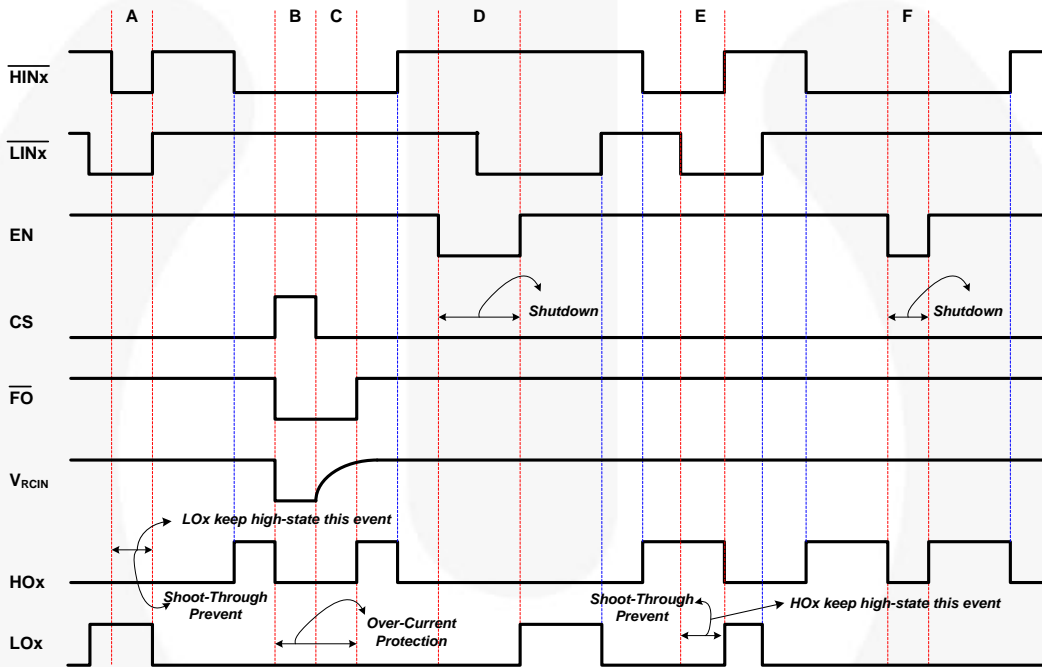 A B C D E F
HINx
LINx
EN
Shutdown
Shutdown
CS
FO
VRCIN
LOx keep high-state this event
HOx
Shoot-Through
Prevent
Over-Current
Protection
Shoot-Through
Prevent
HOx keep high-state this event
LOx